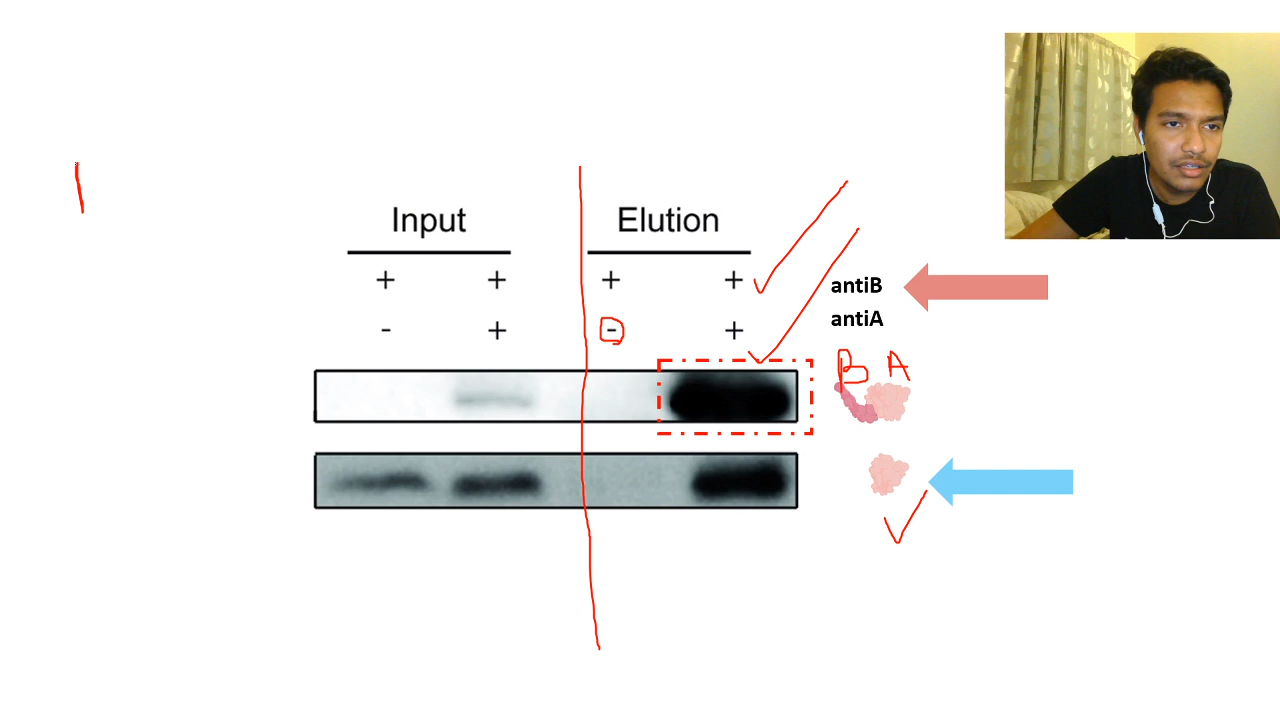 Input Elution
+ + + + antiB
- + - + antiA
B A